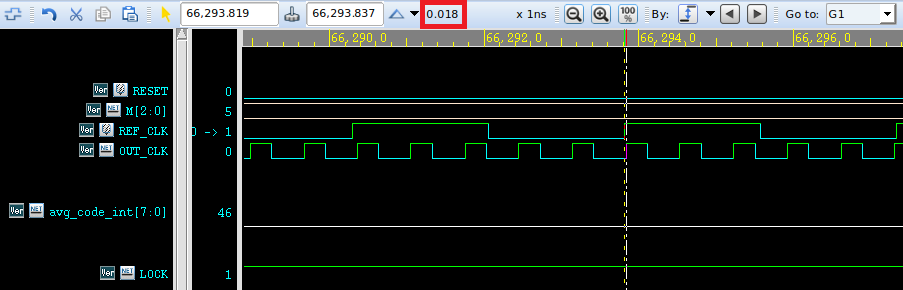 66,293.819 66,293.837 0.018 x 1ns 100 % By: Go to: G1
66,290,0 66,292,0 66,294,0 66,296,0
Ver RESET 0
Ver NET M[2:0] 5
Ver REF_CLK 0 -> 1
Ver NET OUT_CLK 0
Ver NET avg_code_int[7:0] 46
Ver NET LOCK 1